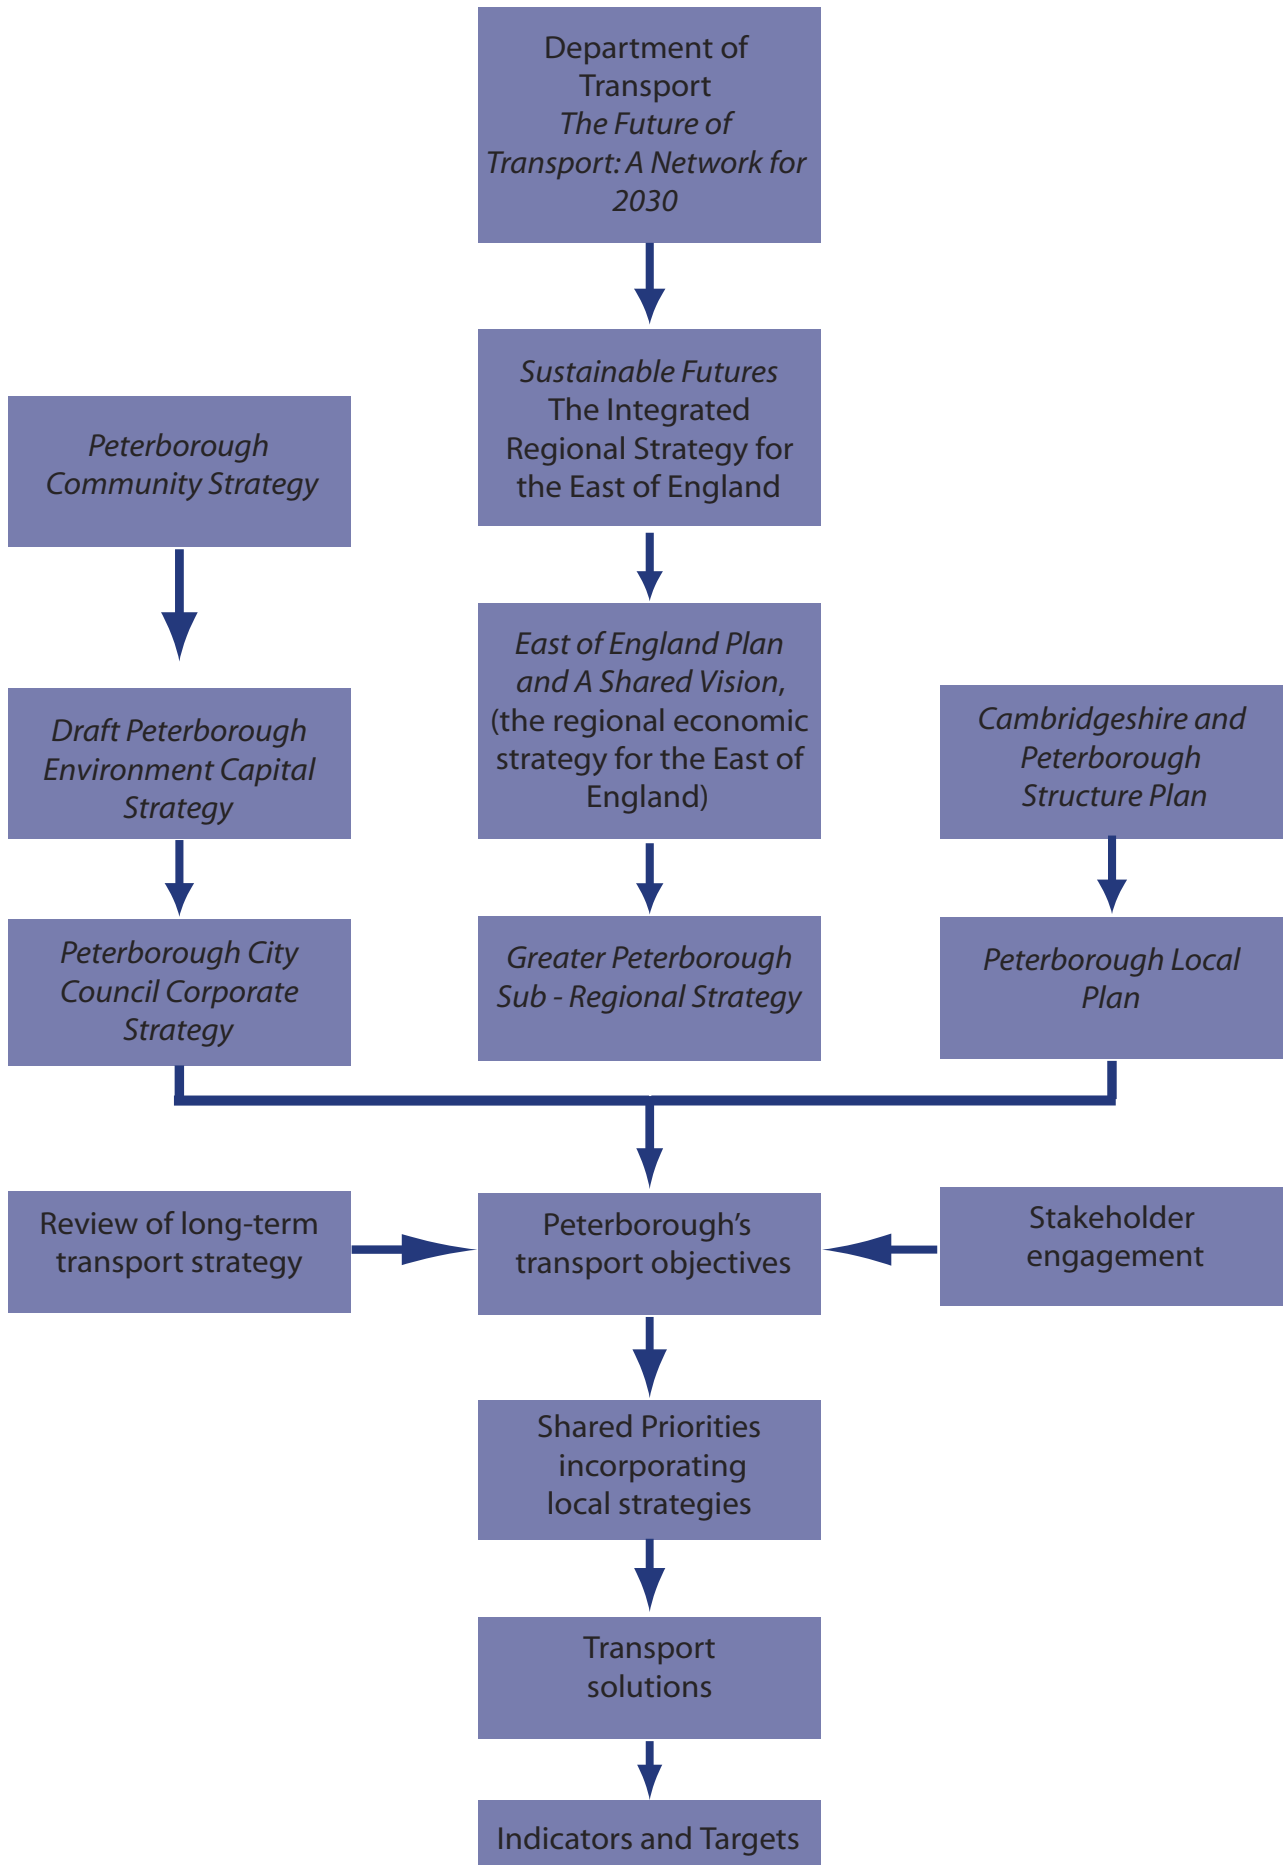 Department of
Transport
The Future of
Transport: A Network for
2030
Sustainable Futures
The Integrated
Regional Strategy for
the East of England
Peterborough
Community Strategy
East of England Plan
and A Shared Vision,
(the regional economic
strategy for the East of
England)
Draft Peterborough
Environment Capital
Strategy
Cambridgeshire and
Peterborough
Structure Plan
Peterborough City
Council Corporate
Strategy
Greater Peterborough
Sub - Regional Strategy
Peterborough Local
Plan
Review of long-term
transport strategy
Peterborough’s
transport objectives
Stakeholder
engagement
Shared Priorities
incorporating
local strategies
Transport
solutions
Indicators and Targets